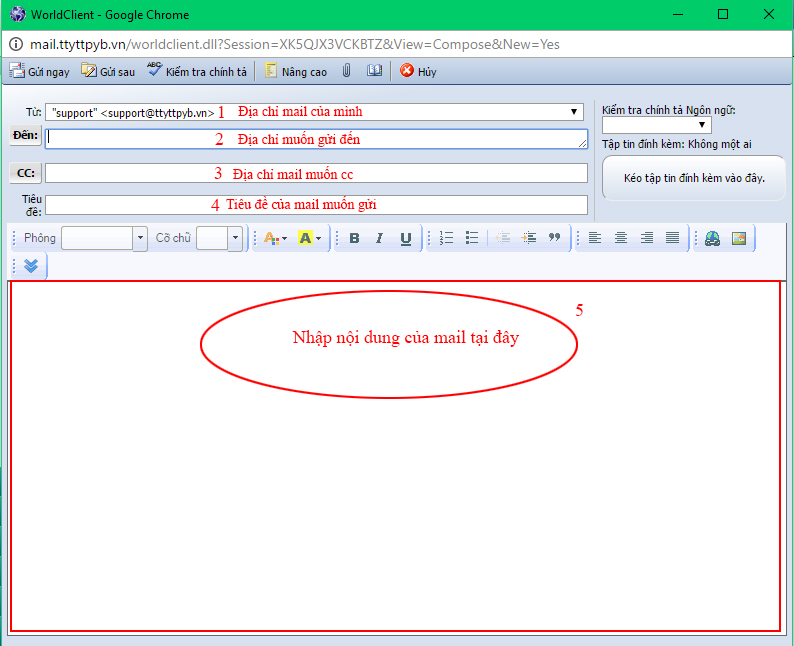 WorldClient - Google Chrome
mail.ttyttpyb.vn/worldclient.dll?Session=XK5QJX3VCKBTZ&View=Compose&New=Yes
Gửi ngay Gửi sau ABC Kiểm tra chính tả Nâng cao Hủy
Từ: "support" <support@ttyttpyb.vn> 1 Địa chỉ mail của mình
Đến: 2 Địa chỉ muốn gửi đến
CC: 3 Địa chỉ mail muốn cc
Tiêu
đề: 4 Tiêu đề của mail muốn gửi
Kiểm tra chính tả Ngôn ngữ:
Tập tin đính kèm: Không một ai
Kéo tập tin đính kèm vào đây.
Phông Cỡ chữ A A B I U
5
Nhập nội dung của mail tại đây